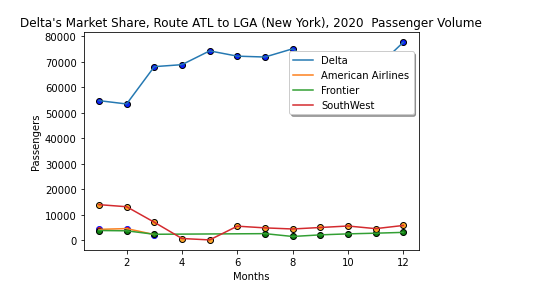 Delta's Market Share, Route ATL to LGA (New York), 2020  Passenger Volume
80000
70000
60000
50000
40000
30000
20000
10000
0
Passengers
Delta
American Airlines
Frontier
SouthWest
2 4 6 8 10 12
Months